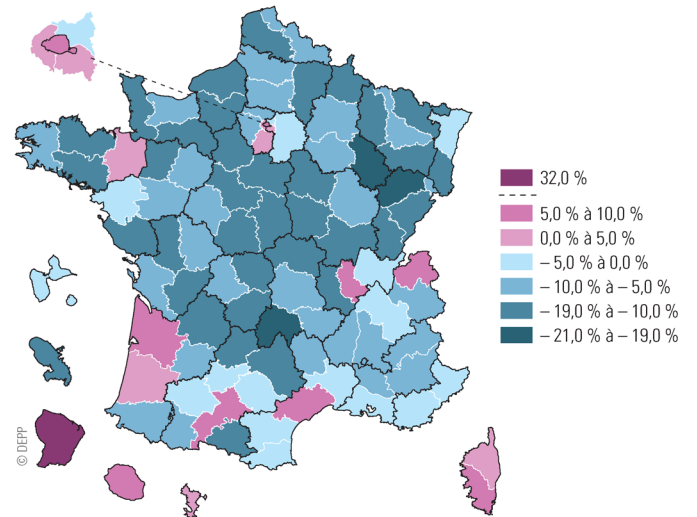 32,0 %
5,0 % à 10,0 %
0,0 % à 5,0 %
– 5,0 % à 0,0 %
– 10,0 % à – 5,0 %
– 19,0 % à – 10,0 %
– 21,0 % à – 19,0 %
© DEPP